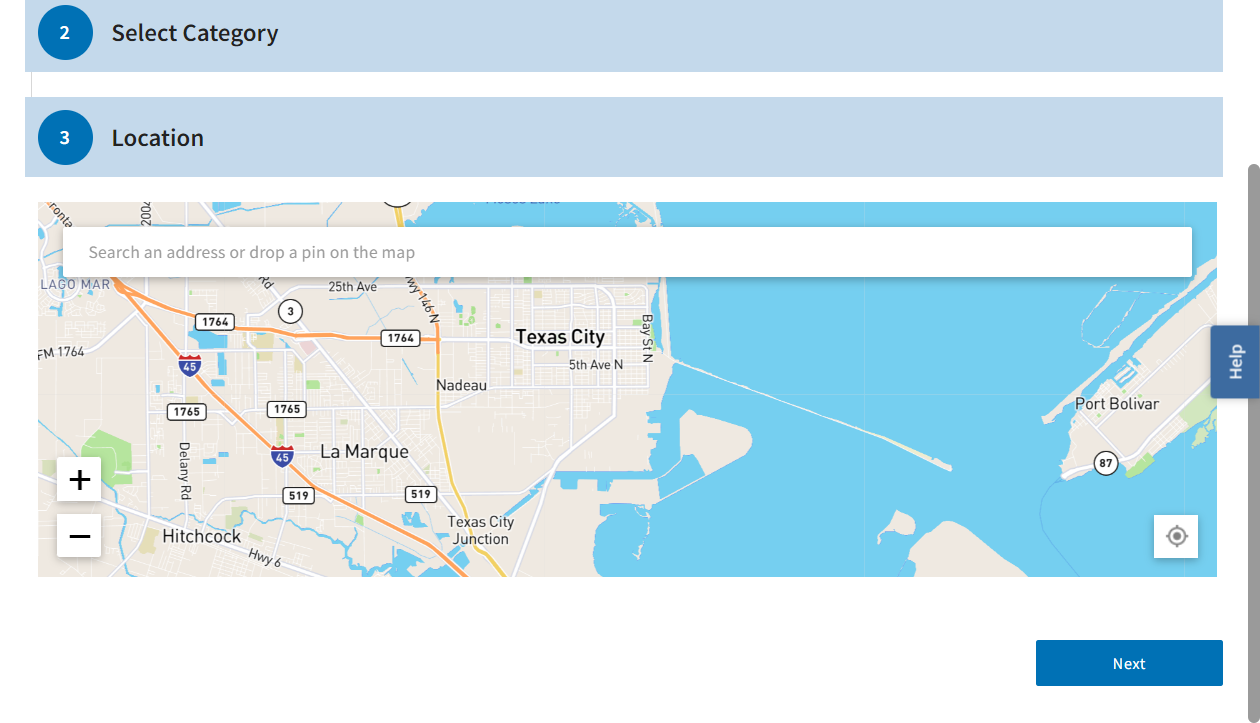 2
Select Category
3
Location
2004
Search an address or drop a pin on the map
LAGO MAR
Rd
25th Ave
Hwy 146 N
3
1764
1764
Texas City
Bay St N
FM 1764
45
5th Ave N
Nadeau
1765
1765
Port Bolivar
Help
La Marque
45
Delany Rd
87
+
519
519
−
Texas City
Junction
Hitchcock
Hwy 6
Next